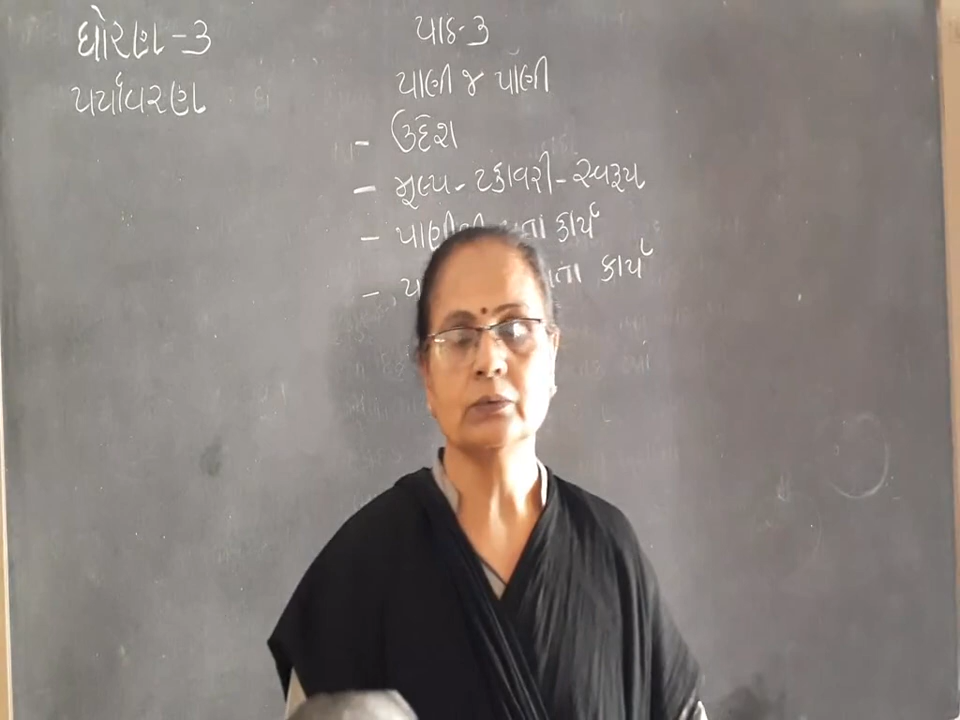 ધોરણ-૩
પર્યાવરણ
પાઠ-૩
પાણી જ પાણી
- ઉદ્દેશ
- મૂલ્ય - ટકાવારી - સ્વરૂપ
- કાર્ય
- કાર્ય